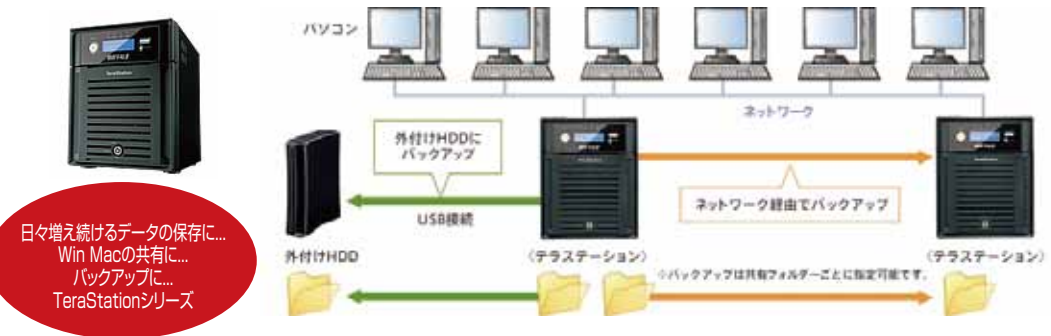 パソコン
ネットワーク
外付けHDDに
バックアップ
USB接続
ネットワーク経由でバックアップ
外付けHDD
〈テラステーション〉
〈テラステーション〉
※バックアップは共有フォルダーごとに指定可能です。
BUFFALO
TeraStation
日々増え続けるデータの保存に...
Win Macの共有に...
バックアップに...
TeraStationシリーズ